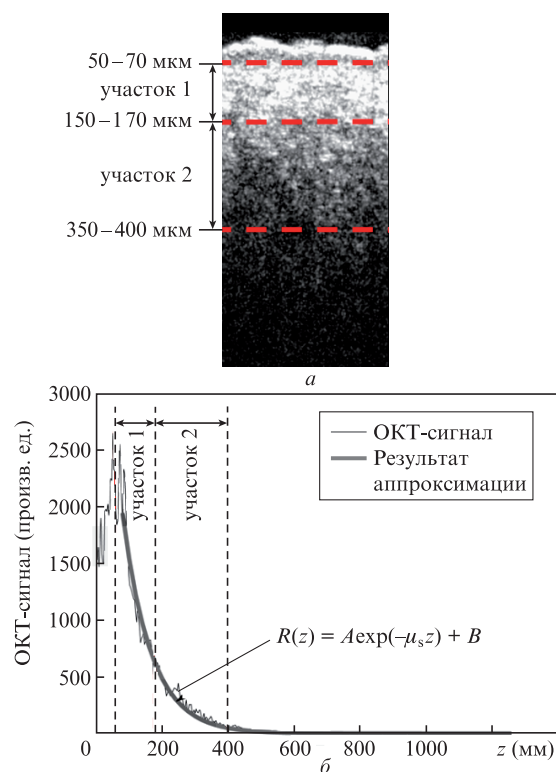 50–70 мкм
участок 1
150–170 мкм
участок 2
350–400 мкм
а
ОКТ-сигнал (произв. ед.)
3000
2500
2000
1500
1000
500
участок 1
участок 2
ОКТ-сигнал
Результат
аппроксимации
R(z) = Aexp(–μsz) + B
0
200
400
600
800
1000
z (мм)
б